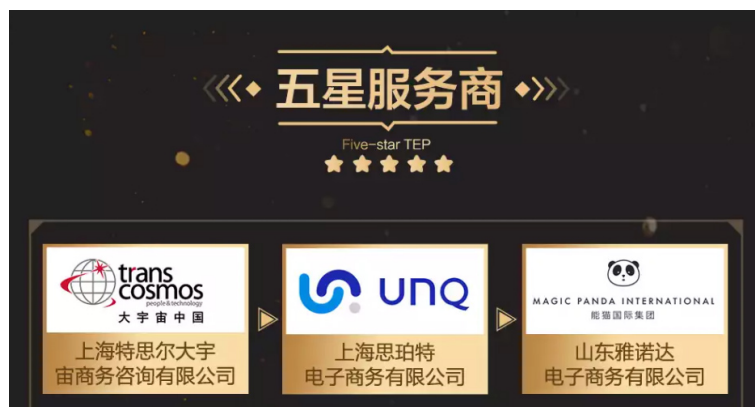 五星服务商
Five-star TEP
trans
cosmos
people & technology
大宇宙中国
上海特思尔大宇
宙商务咨询有限公司
UNQ
上海思珀特
电子商务有限公司
MAGIC PANDA INTERNATIONAL
能猫国际集团
山东雅诺达
电子商务有限公司